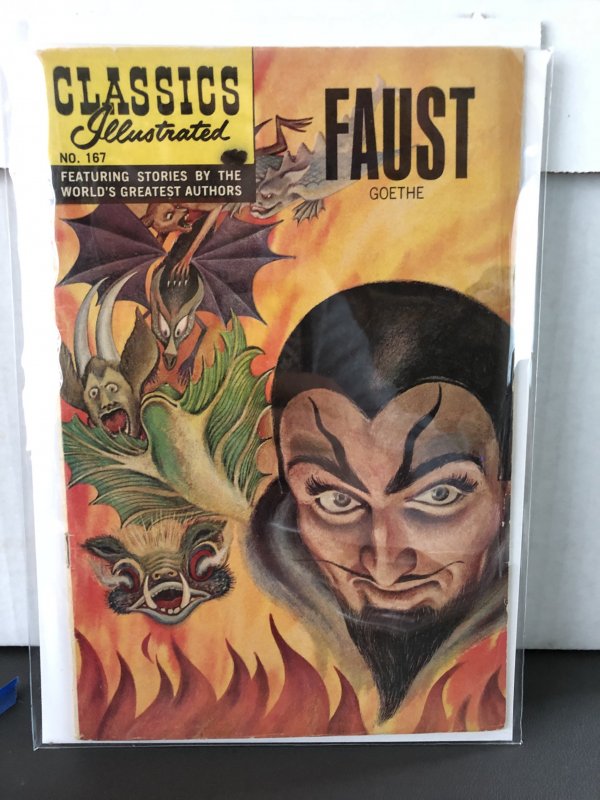 CLASSICS
Illustrated
NO. 167
FEATURING STORIES BY THE
WORLD'S GREATEST AUTHORS
FAUST
GOETHE